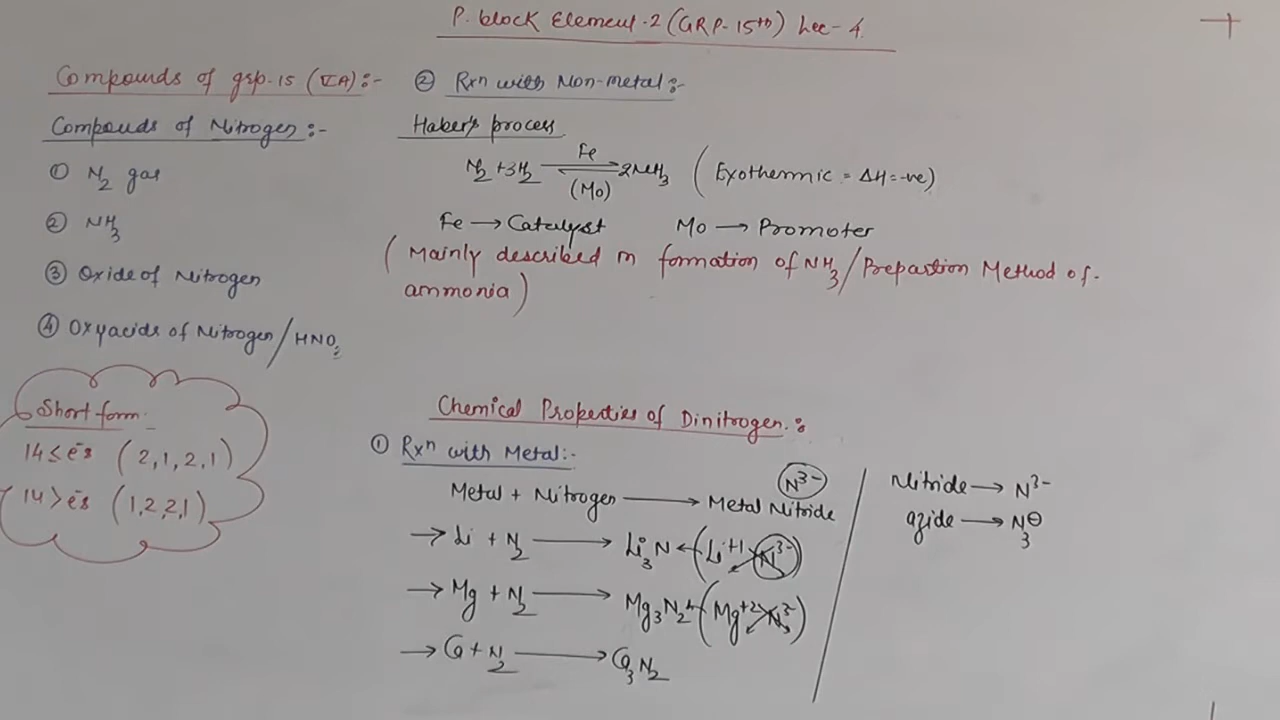 P. block Element-2 (GRP-15th) Lec-4.
Compounds of grp-15 (VA):-
Compouds of Nitrogen:-
① N2 gas
② NH3
③ Oxide of Nitrogen
④ Oxyacids of Nitrogen/HNO2
Short form:
14 ≤ e-s (2,1,2,1)
14 > e-s (1,2,2,1)
② Rxn with Non-metal:-
Haber's process
N2 + 3H2 ⇌ 2NH3 (Exothermic = ΔH = -ve)
Fe
(Mo)
Fe → Catalyst Mo → Promoter
(Mainly described in formation of NH3/Prepartion Method of-
ammonia)
Chemical Properties of Dinitrogen:
① Rxn with Metal:-
N3-
Metal + Nitrogen → Metal Nitride
→ Li + N2 → Li3N ← (Li+1 N3-)
→ Mg + N2 → Mg3N2 ← (Mg+2 N3-)
→ Ca + N2 → Ca3N2
Nitride → N3-
azide → N3⊖